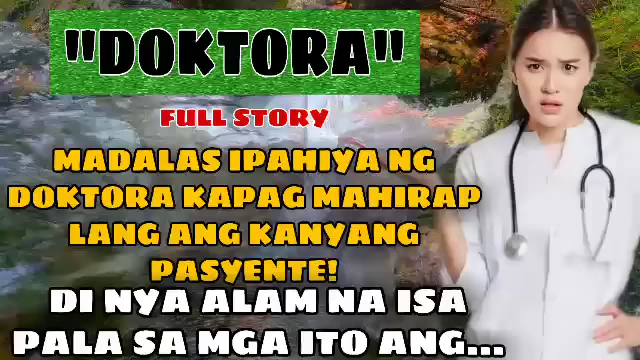 "DOKTORA"
FULL STORY
MADALAS IPAHIYA NG
DOKTORA KAPAG MAHIRAP
LANG ANG KANYANG
PASYENTE!
DI NYA ALAM NA ISA
PALA SA MGA ITO ANG...